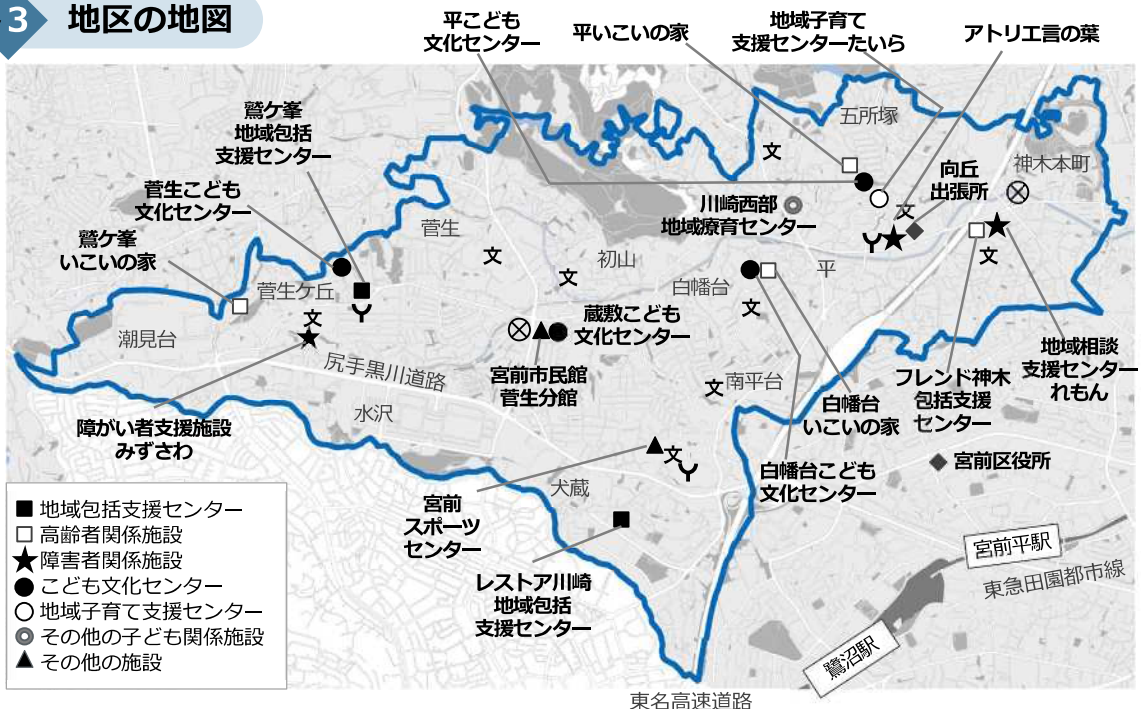 3 地区の地図
平こども
文化センター
平いこいの家
地域子育て
支援センターたいら
アトリエ言の葉
鷲ケ峯
地域包括
支援センター
菅生こども
文化センター
鷲ケ峯
いこいの家
五所塚
神木本町
向丘
出張所
川崎西部
地域療育センター
菅生
初山
平
白幡台
菅生ケ丘
潮見台
蔵敷こども
文化センター
尻手黒川道路
宮前市民館
菅生分館
水沢
南平台
地域相談
支援センター
れもん
フレンド神木
包括支援
センター
白幡台
いこいの家
障がい者支援施設
みずさわ
白幡台こども
文化センター
宮前区役所
犬蔵
宮前
スポーツ
センター
レストア川崎
地域包括
支援センター
宮前平駅
東急田園都市線
鷺沼駅
東名高速道路
文
文
文
文
文
文
文
文
文
地域包括支援センター
高齢者関係施設
障害者関係施設
こども文化センター
地域子育て支援センター
その他の子ども関係施設
その他の施設